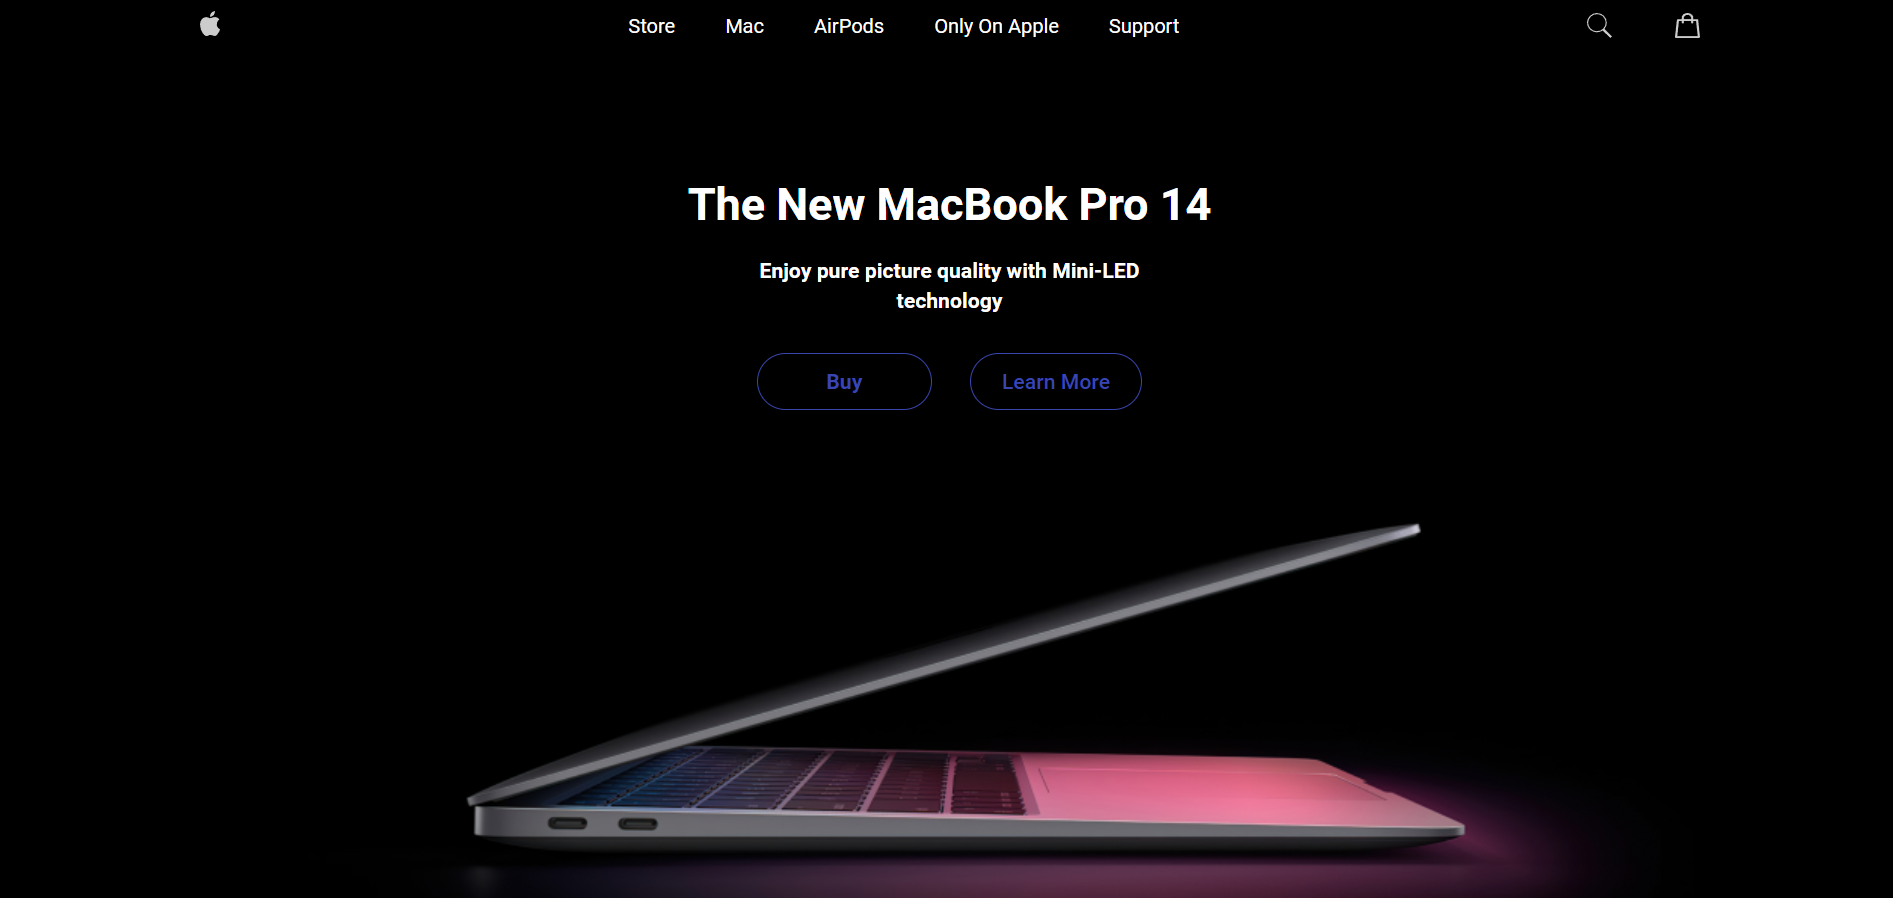 Store Mac AirPods Only On Apple Support
The New MacBook Pro 14
Enjoy pure picture quality with Mini-LED
technology
Buy Learn More